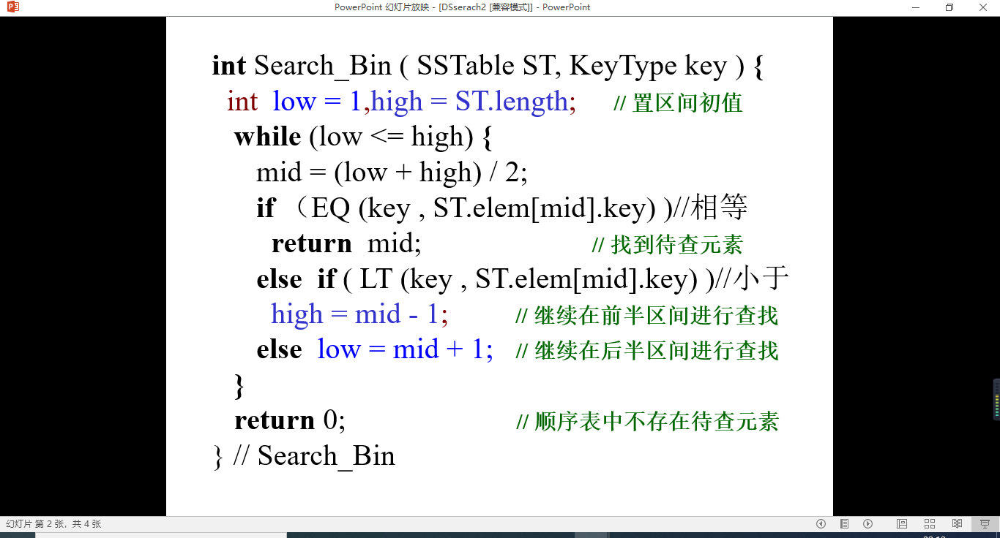 PowerPoint 幻灯片放映 - [DSserach2 [兼容模式]] - PowerPoint
int Search_Bin ( SSTable ST, KeyType key ) {
int low = 1,high = ST.length; // 置区间初值
while (low <= high) {
mid = (low + high) / 2;
if （EQ (key , ST.elem[mid].key) )//相等
return mid; // 找到待查元素
else if ( LT (key , ST.elem[mid].key) )//小于
high = mid - 1; // 继续在前半区间进行查找
else low = mid + 1; // 继续在后半区间进行查找
}
return 0; // 顺序表中不存在待查元素
} // Search_Bin
幻灯片 第 2 张，共 4 张